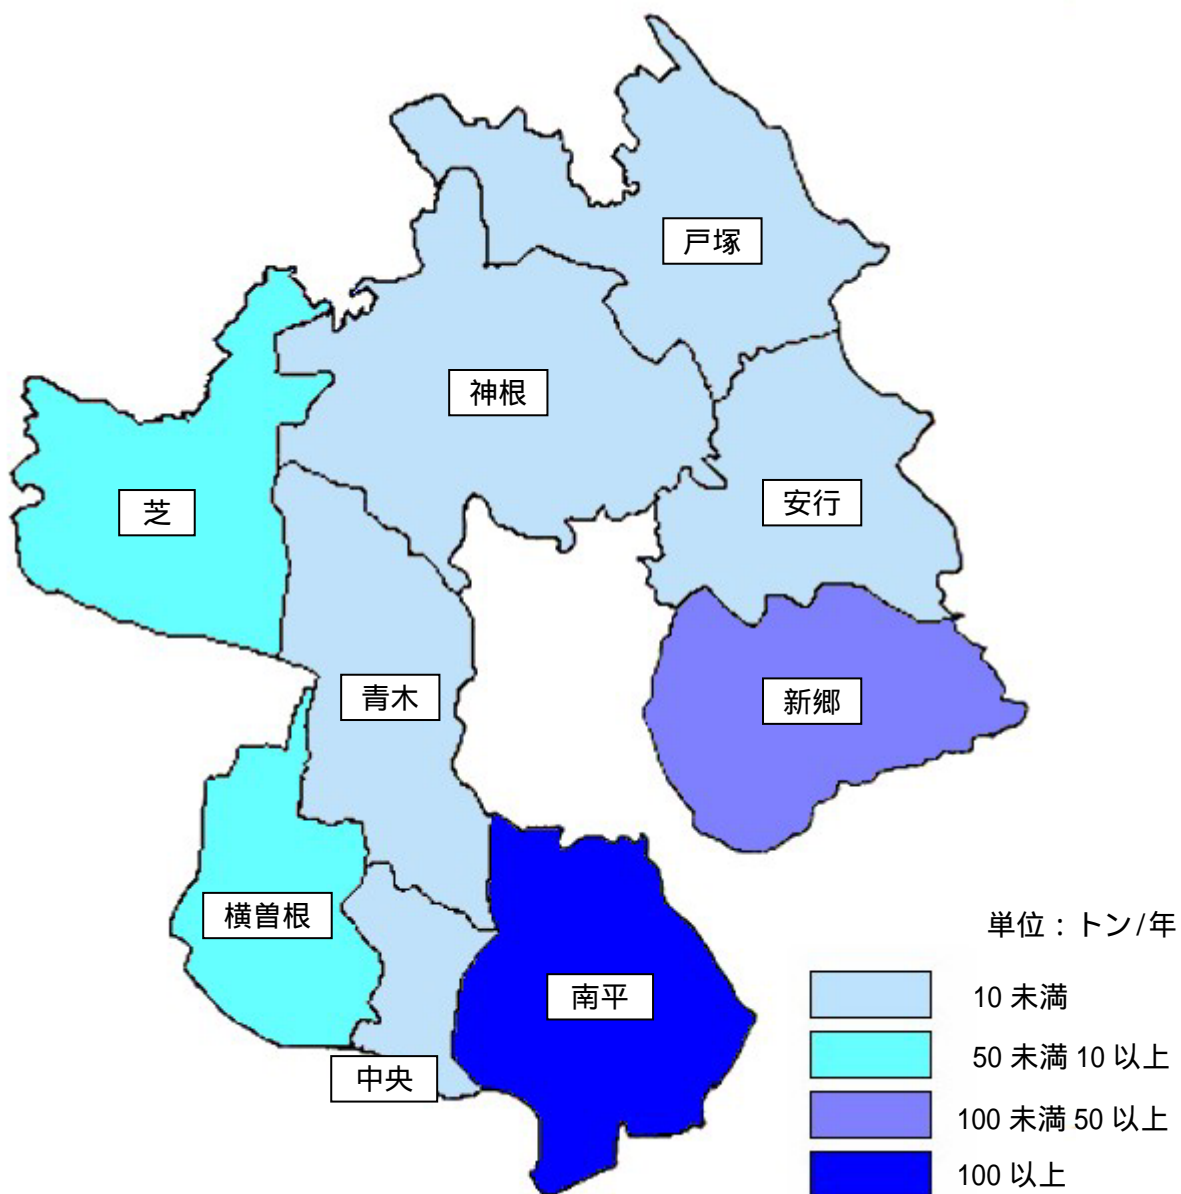 戸塚
神根
芝
安行
青木
新郷
横曽根
南平
中央
単位：トン/年
10 未満
50 未満 10 以上
100 未満 50 以上
100 以上